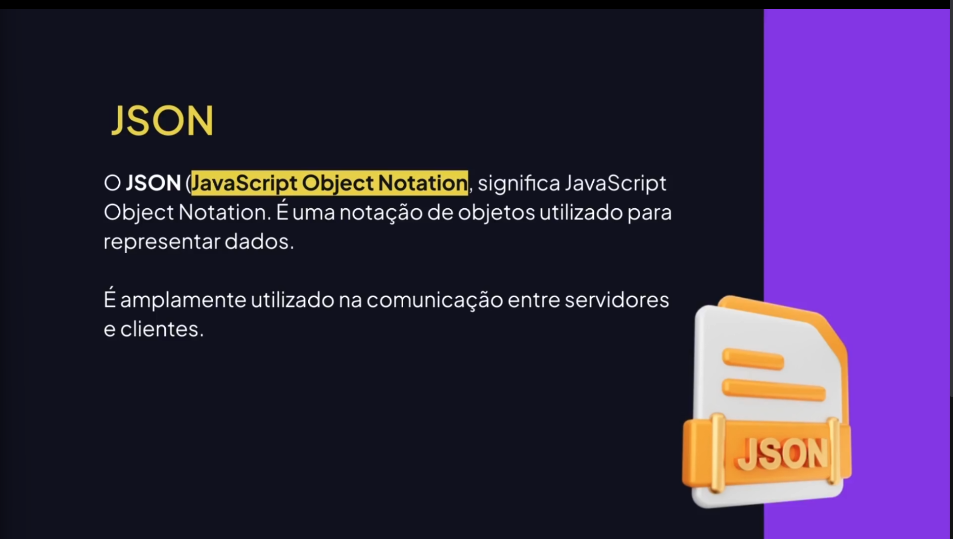 JSON
O JSON (JavaScript Object Notation, significa JavaScript
Object Notation. É uma notação de objetos utilizado para
representar dados.
É amplamente utilizado na comunicação entre servidores
e clientes.
JSON